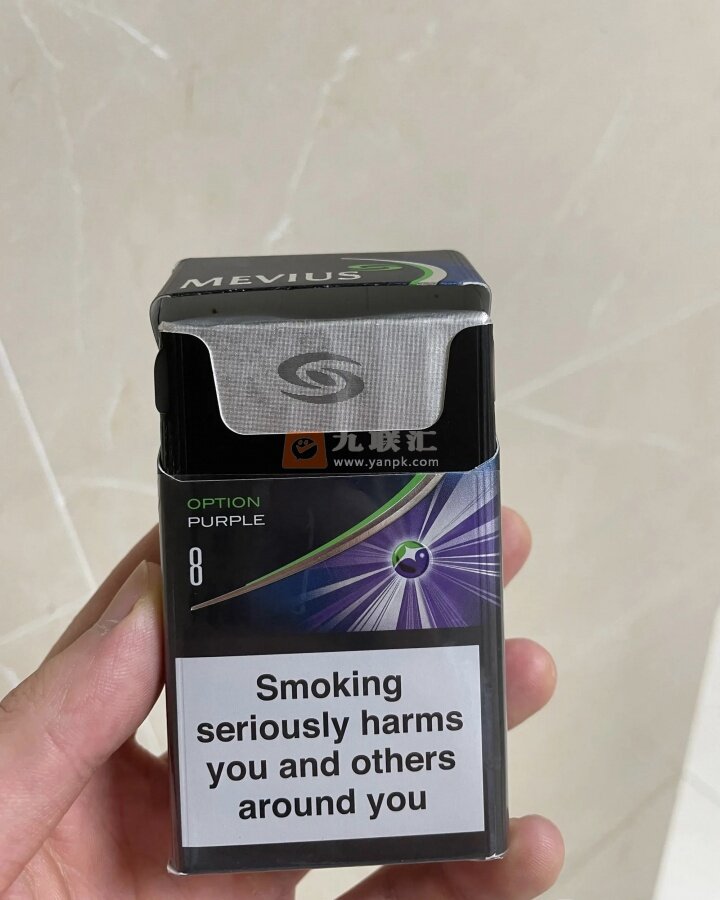 MEVIUS
九联汇
www.yanpk.com
OPTION
PURPLE
8
Smoking
seriously harms
you and others
around you